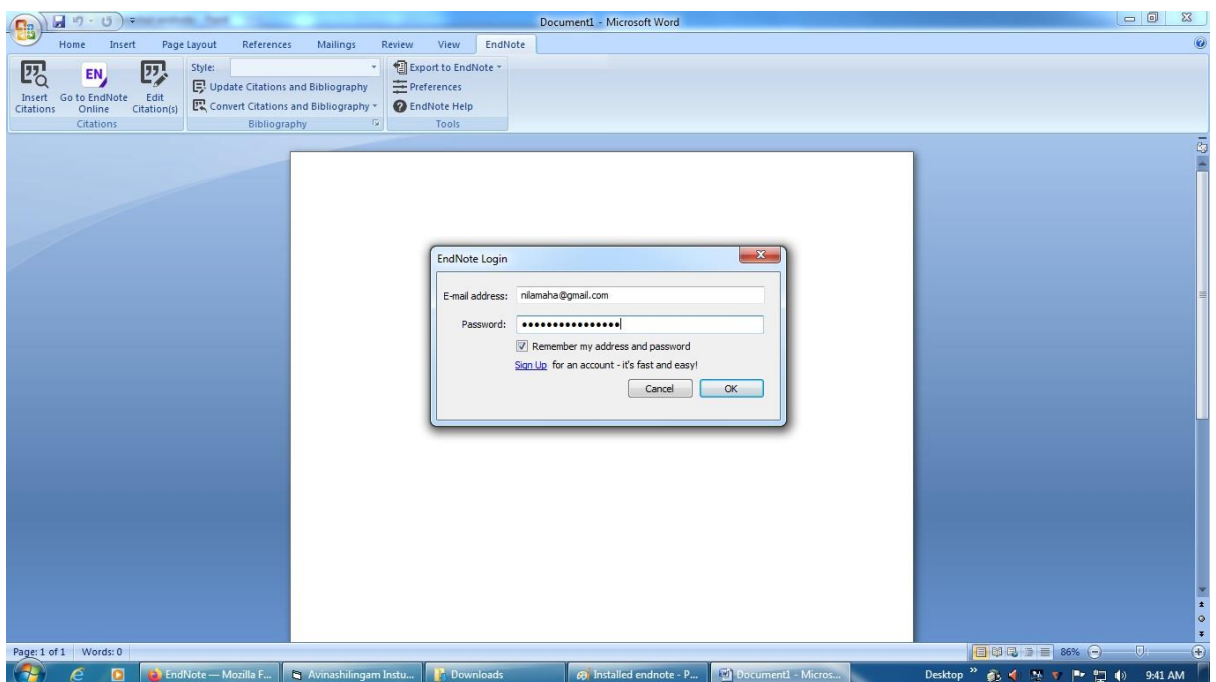 Document1 - Microsoft Word
Home Insert Page Layout References Mailings Review View EndNote
Insert Citations
Go to EndNote Online
Edit Citation(s)
Citations
Style:
Update Citations and Bibliography
Convert Citations and Bibliography
Bibliography
Export to EndNote
Preferences
EndNote Help
Tools
EndNote Login
E-mail address: nilamaha@gmail.com
Password: ••••••••••••••••
Remember my address and password
Sign Up for an account - it's fast and easy!
Cancel OK
Page: 1 of 1 Words: 0 86%
EndNote — Mozilla F... Avinashilingam Instu... Downloads Installed endnote - P... Document1 - Micros... Desktop » 9:41 AM